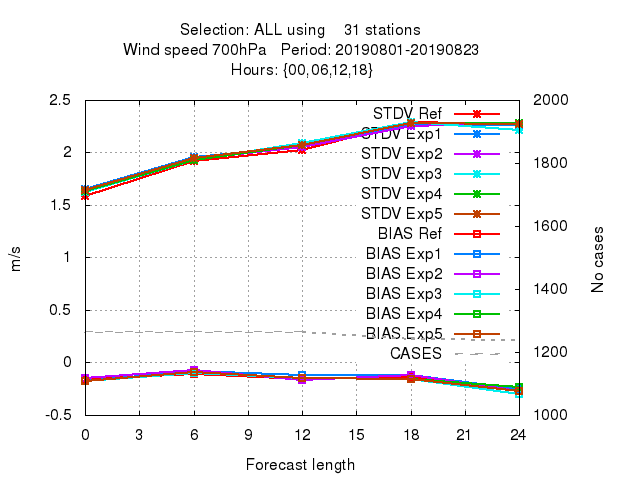 Selection: ALL using 31 stations
Wind speed 700hPa Period: 20190801-20190823
Hours: {00,06,12,18}
2.5
2
1.5
1
0.5
0
-0.5
m/s
2000
1800
1600
1400
1200
1000
No cases
STDV Ref
STDV Exp1
STDV Exp2
STDV Exp3
STDV Exp4
STDV Exp5
BIAS Ref
BIAS Exp1
BIAS Exp2
BIAS Exp3
BIAS Exp4
BIAS Exp5
CASES
0 3 6 9 12 15 18 21 24
Forecast length